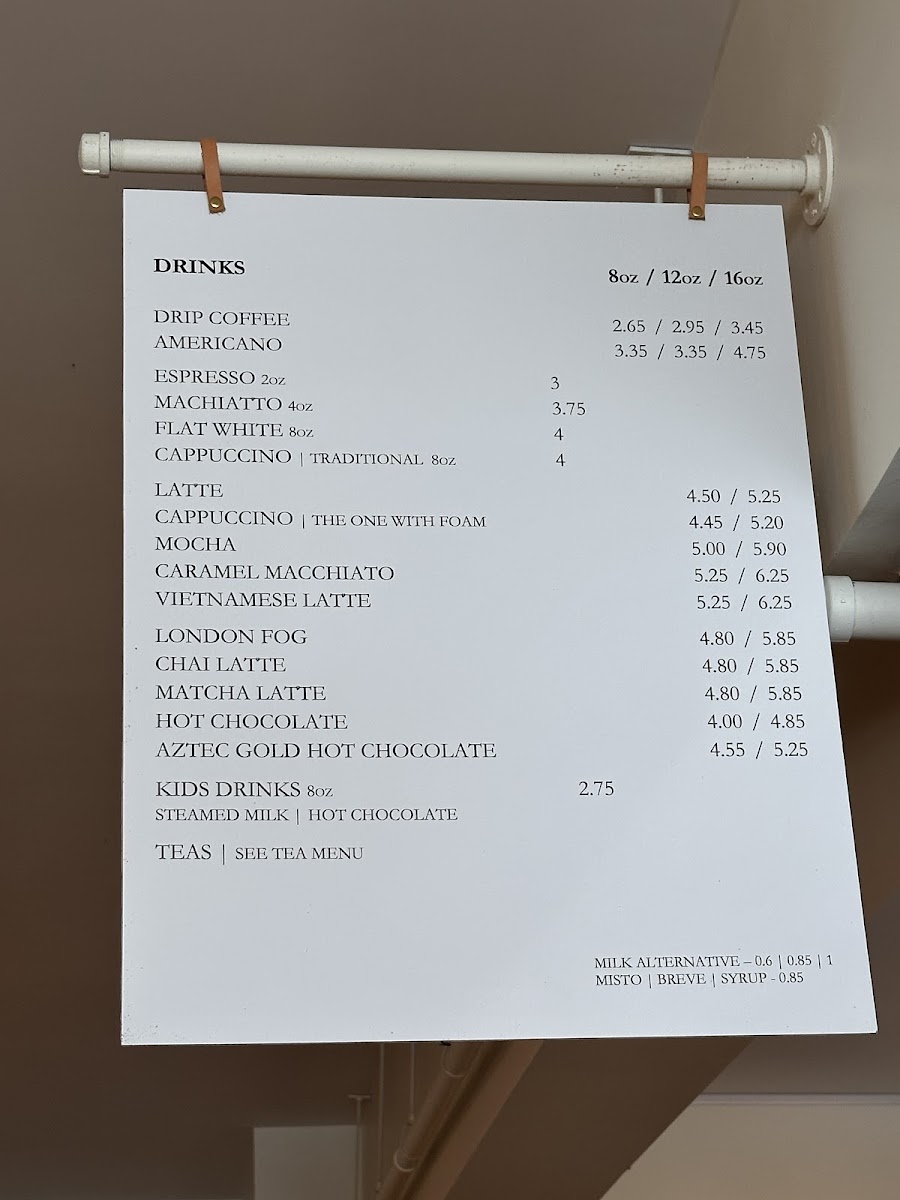 DRINKS 8oz / 12oz / 16oz
DRIP COFFEE 2.65 / 2.95 / 3.45
AMERICANO 3.35 / 3.35 / 4.75
ESPRESSO 2oz 3
MACHIATTO 4oz 3.75
FLAT WHITE 8oz 4
CAPPUCCINO | TRADITIONAL 8oz 4
LATTE 4.50 / 5.25
CAPPUCCINO | THE ONE WITH FOAM 4.45 / 5.20
MOCHA 5.00 / 5.90
CARAMEL MACCHIATO 5.25 / 6.25
VIETNAMESE LATTE 5.25 / 6.25
LONDON FOG 4.80 / 5.85
CHAI LATTE 4.80 / 5.85
MATCHA LATTE 4.80 / 5.85
HOT CHOCOLATE 4.00 / 4.85
AZTEC GOLD HOT CHOCOLATE 4.55 / 5.25
KIDS DRINKS 8oz 2.75
STEAMED MILK | HOT CHOCOLATE
TEAS | SEE TEA MENU
MILK ALTERNATIVE – 0.6 | 0.85 | 1
MISTO | BREVE | SYRUP - 0.85